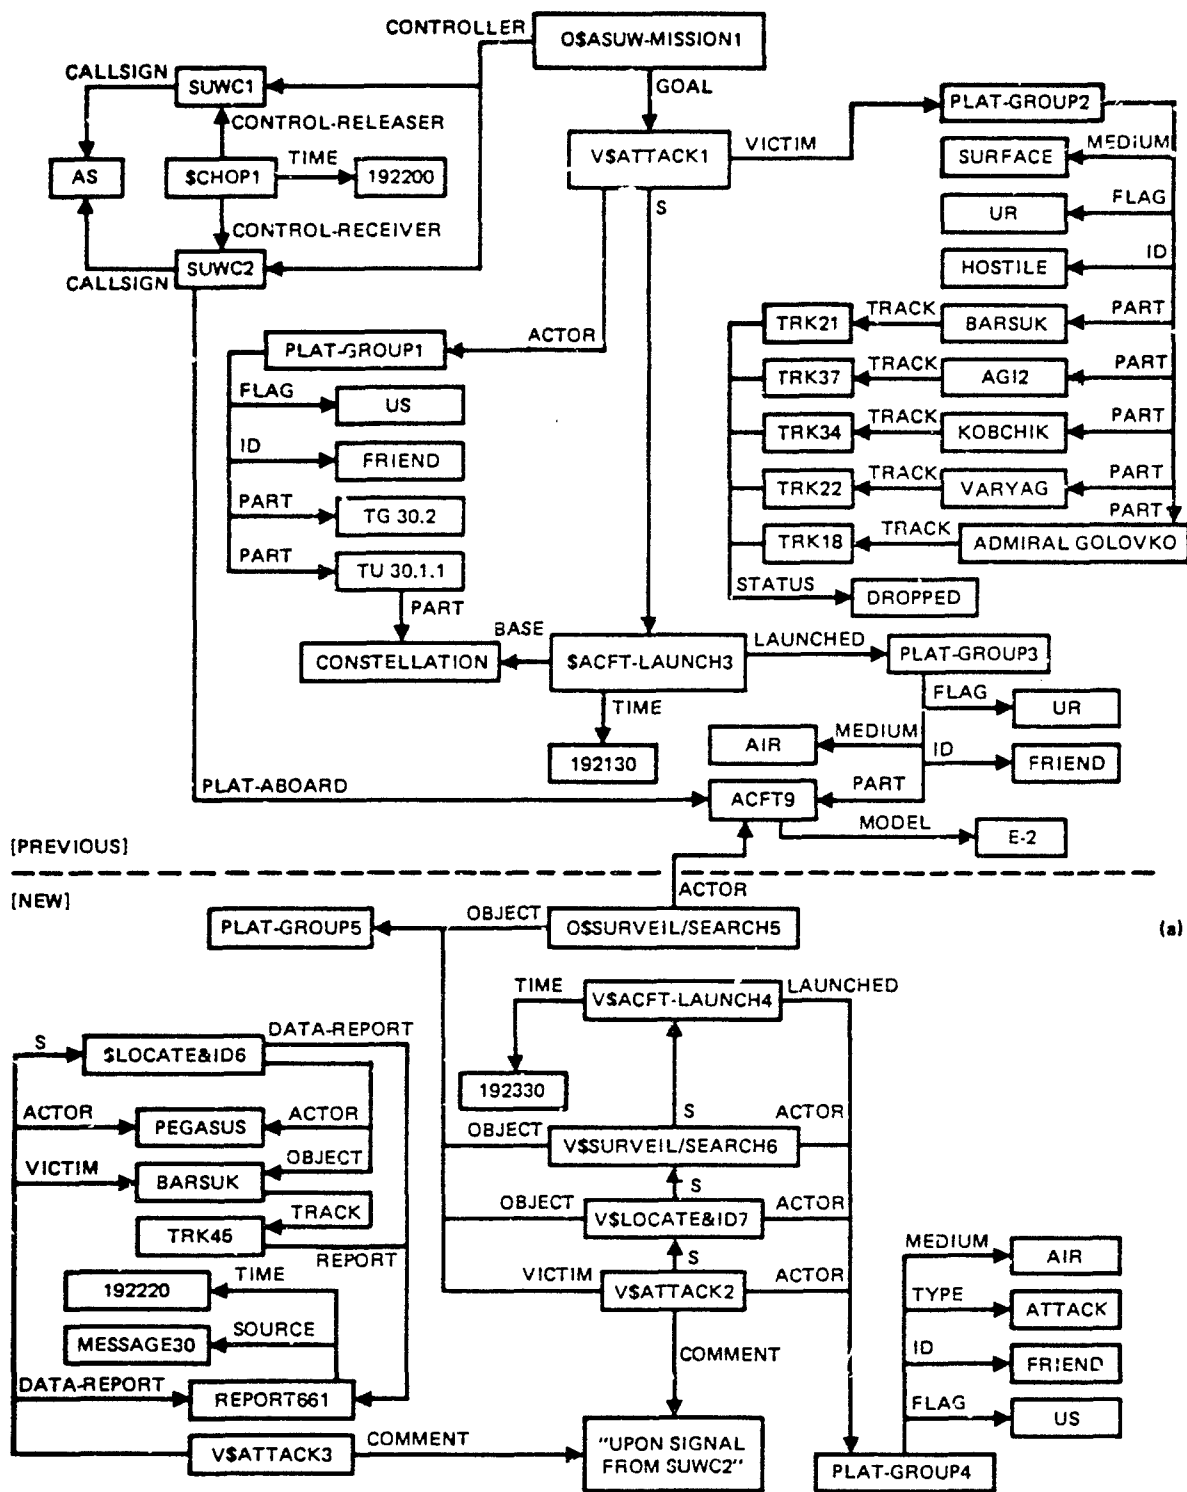 CONTROLLER
O$ASUW-MISSION1
CALLSIGN
SUWC1
GOAL
PLAT-GROUP2
CONTROL-RELEASER
V$ATTACK1
VICTIM
MEDIUM
SURFACE
TIME
AS
$CHOP1
192200
S
FLAG
UR
CONTROL-RECEIVER
ID
HOSTILE
SUWC2
CALLSIGN
TRK21
TRACK
BARSUK
PART
ACTOR
PLAT-GROUP1
TRK37
TRACK
AGI2
PART
FLAG
US
TRK34
TRACK
KOBCHIK
PART
ID
FRIEND
TRK22
TRACK
VARYAG
PART
PART
TG 30.2
PART
TRK18
TRACK
ADMIRAL GOLOVKO
PART
TU 30.1.1
STATUS
DROPPED
PART
BASE
LAUNCHED
CONSTELLATION
$ACFT-LAUNCH3
PLAT-GROUP3
TIME
FLAG
UR
AIR
MEDIUM
ID
FRIEND
192130
PLAT-ABOARD
ACFT9
PART
MODEL
E-2
[PREVIOUS]
[NEW]
ACTOR
PLAT-GROUP5
OBJECT
O$SURVEIL/SEARCH5
(a)
TIME
V$ACFT-LAUNCH4
LAUNCHED
S
$LOCATE&ID6
DATA-REPORT
192330
ACTOR
PEGASUS
ACTOR
S
ACTOR
OBJECT
V$SURVEIL/SEARCH6
VICTIM
BARSUK
OBJECT
S
OBJECT
V$LOCATE&ID7
ACTOR
TRK45
TRACK
REPORT
S
MEDIUM
AIR
192220
TIME
VICTIM
V$ATTACK2
ACTOR
TYPE
ATTACK
MESSAGE30
SOURCE
COMMENT
ID
FRIEND
DATA-REPORT
REPORT661
FLAG
US
V$ATTACK3
COMMENT
"UPON SIGNAL
FROM SUWC2"
PLAT-GROUP4